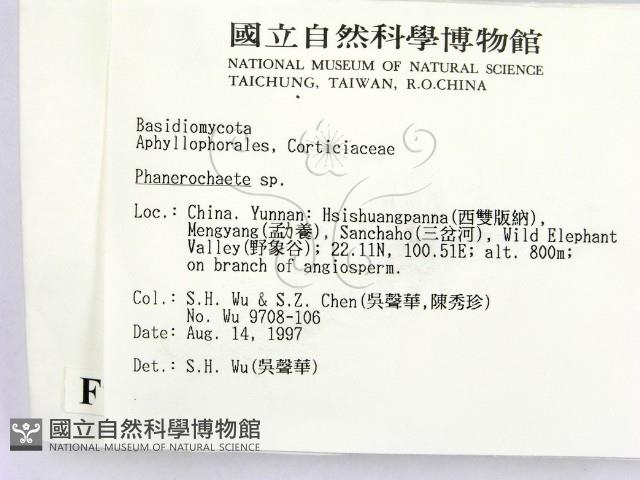 國立自然科學博物館
NATIONAL MUSEUM OF NATURAL SCIENCE
TAICHUNG, TAIWAN, R.O.CHINA
Basidiomycota
Aphyllophorales, Corticiaceae
Phanerochaete sp.
Loc.: China. Yunnan: Hsishuangpanna(西雙版納),
Mengyang(孟力養), Sanchaho(三岔河), Wild Elephant
Valley(野象谷); 22.11N, 100.51E; alt. 800m;
on branch of angiosperm.
Col.: S.H. Wu & S.Z. Chen(吳聲華,陳秀珍)
No. Wu 9708-106
Date: Aug. 14, 1997
Det.: S.H. Wu(吳聲華)
F
國立自然科學博物館
NATIONAL MUSEUM OF NATURAL SCIENCE